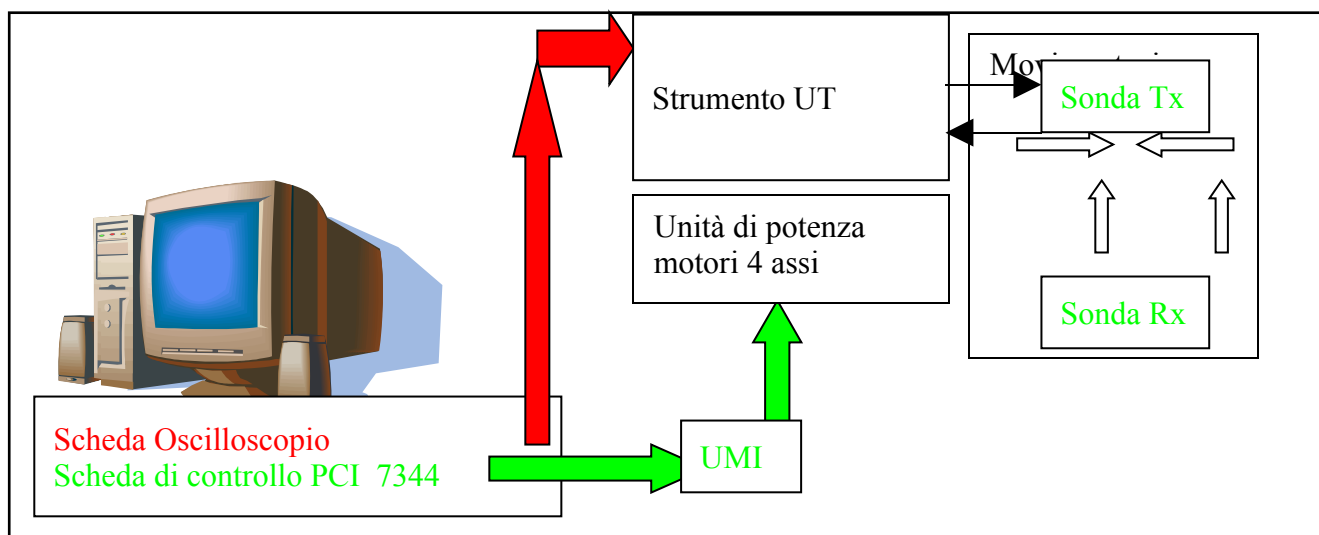 Strumento UT
Sonda Tx
Unità di potenza
motori 4 assi
Sonda Rx
Scheda Oscilloscopio
Scheda di controllo PCI 7344
UMI